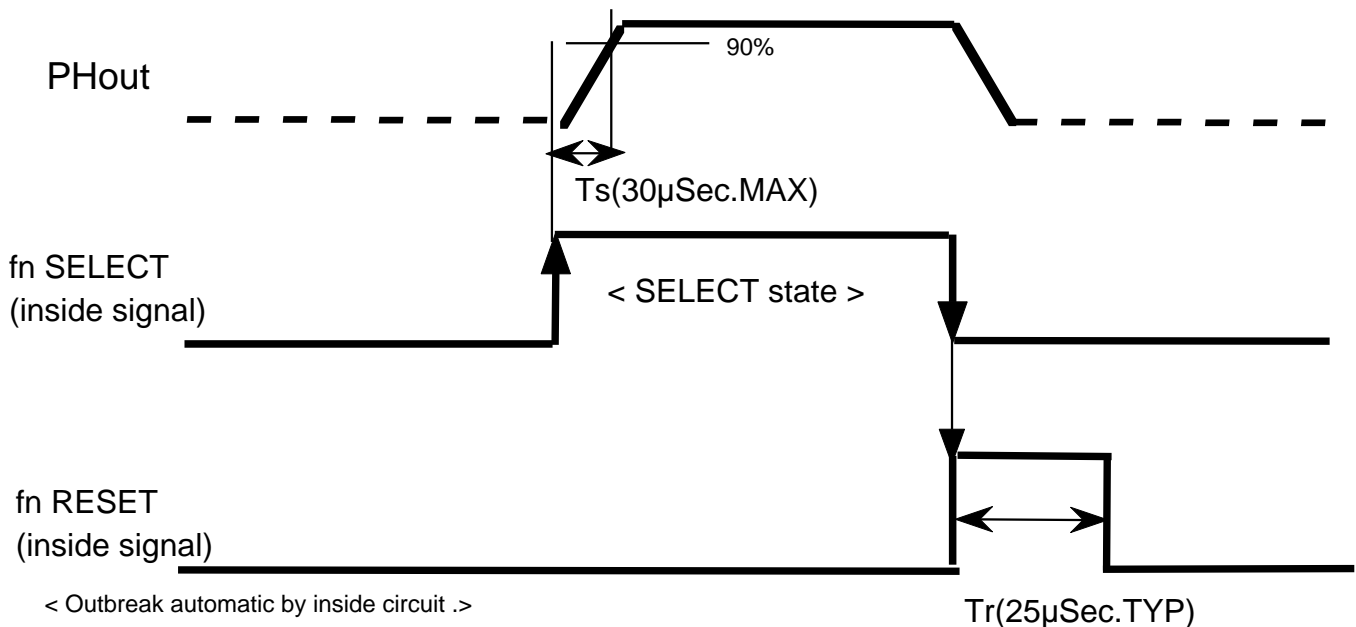 90%
PHout
Ts(30µSec.MAX)
fn SELECT
(inside signal)
< SELECT state >
fn RESET
(inside signal)
< Outbreak automatic by inside circuit .>
Tr(25µSec.TYP)